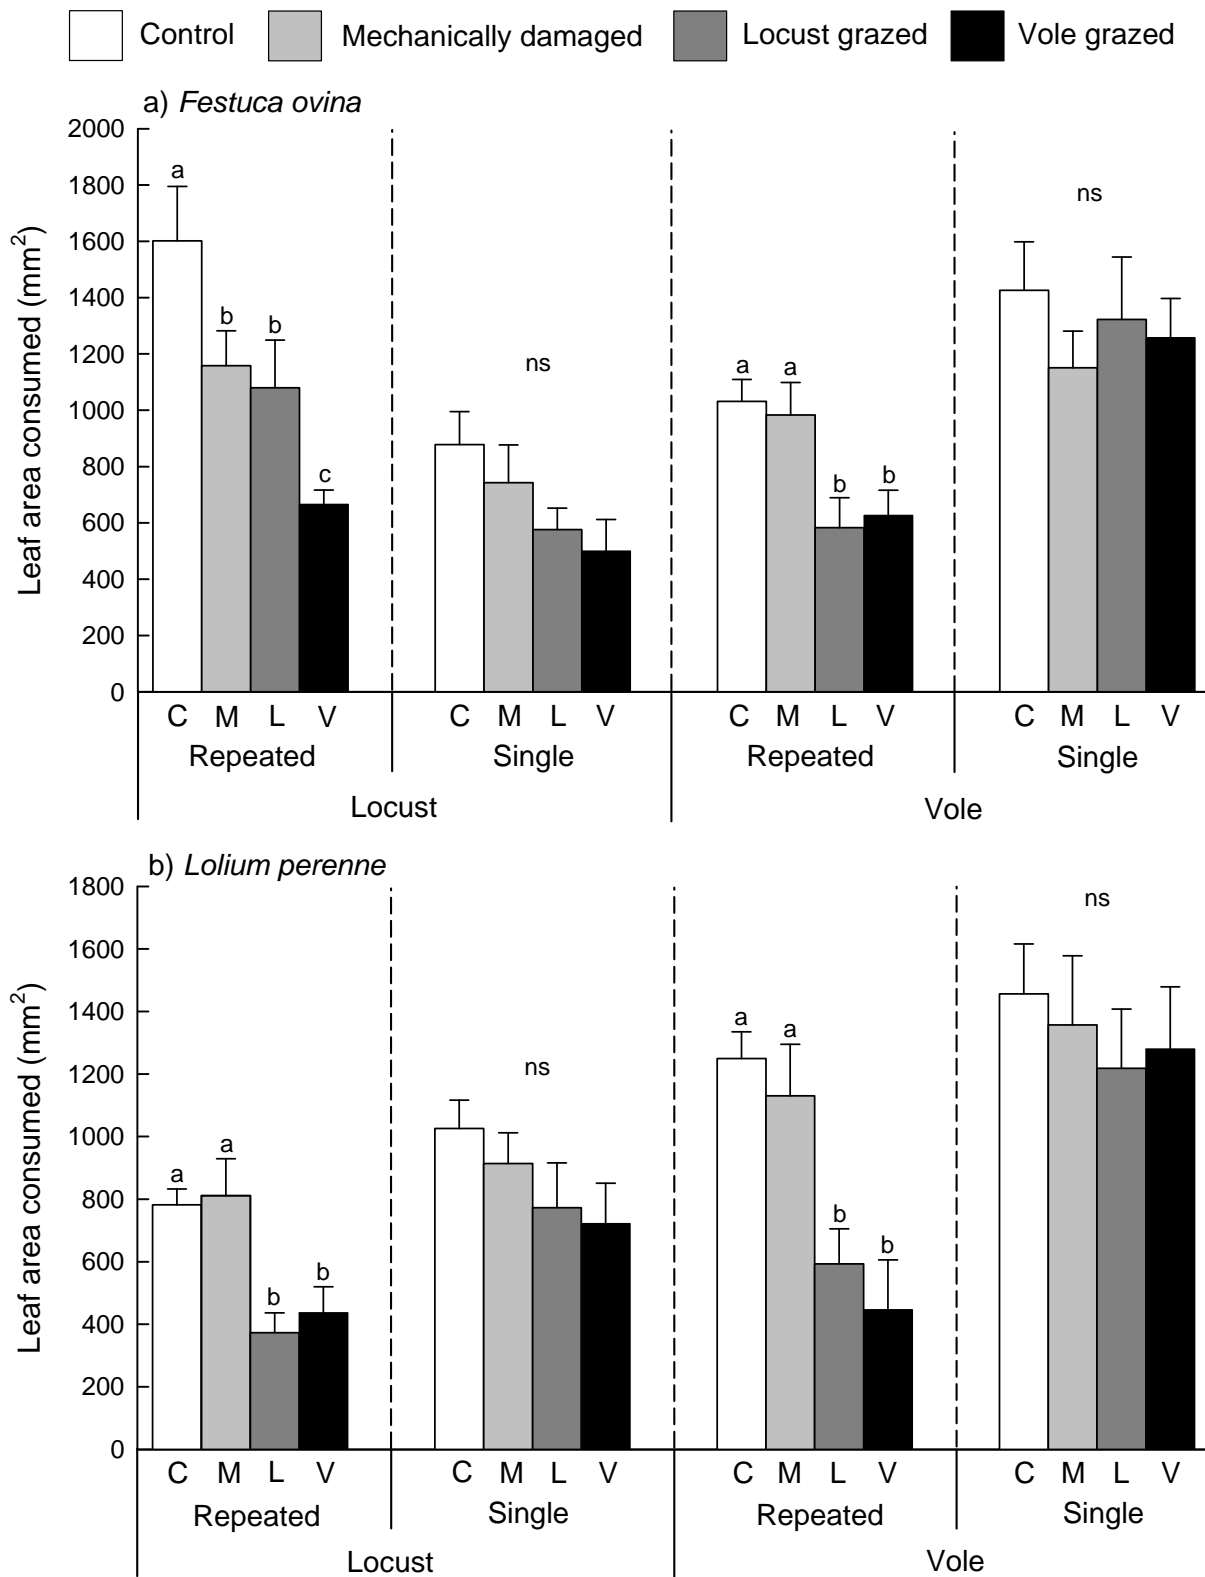 Control Mechanically damaged Locust grazed Vole grazed
a) Festuca ovina
Leaf area consumed (mm²)
2000
1800
1600
1400
1200
1000
800
600
400
200
0
a b b c
ns
a a b b
ns
C M L V C M L V C M L V C M L V
Repeated Single Repeated Single
Locust Vole
b) Lolium perenne
Leaf area consumed (mm²)
1800
1600
1400
1200
1000
800
600
400
200
0
a a b b
ns
a a b b
ns
C M L V C M L V C M L V C M L V
Repeated Single Repeated Single
Locust Vole